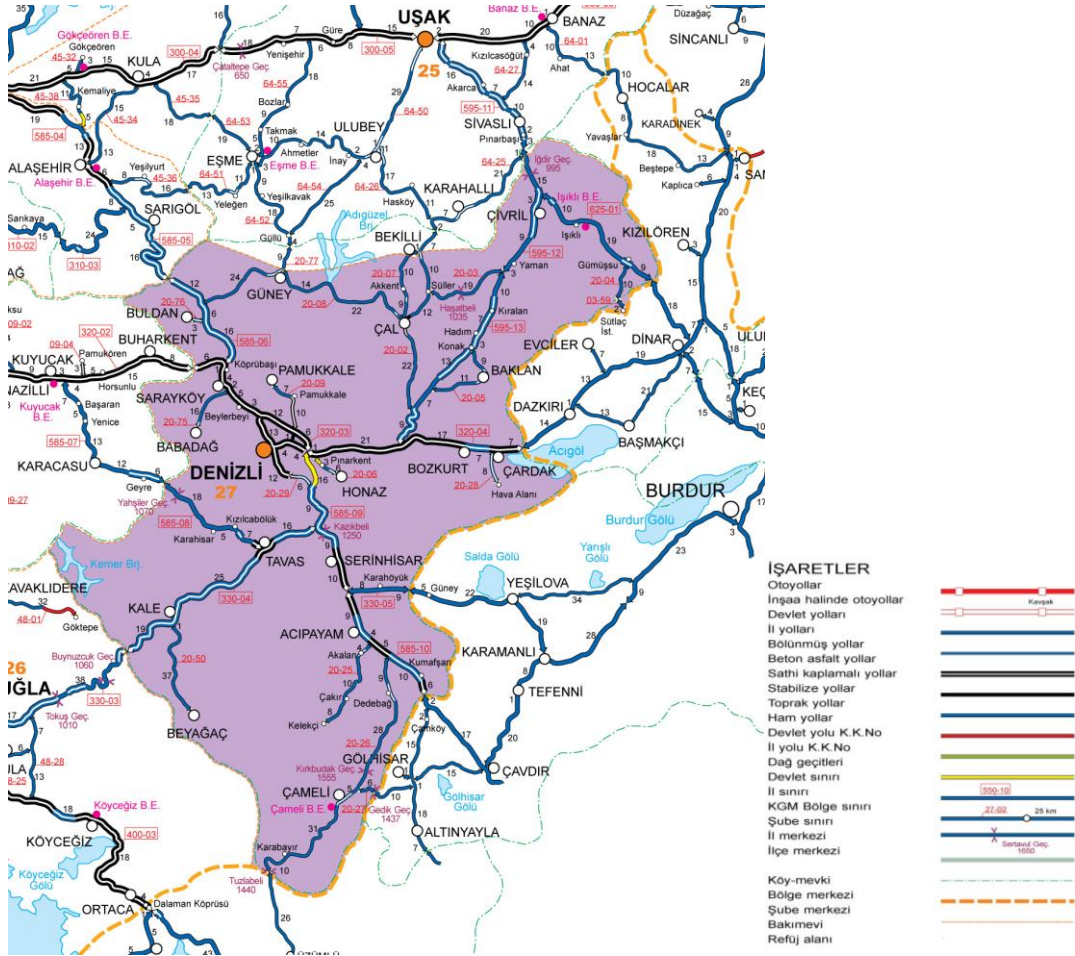 Gökçeören B.E.
Gökçeören
45-32
KULA
300-04
Çataltepe Geç.
650
Yenişehir
Güre
300-05
UŞAK
25
Banaz B.E.
BANAZ
64-01
Düzağaç
SİNCANLI
Kızılcasöğüt
64-27
Ahat
HOCALAR
KARADİNEK
Kemaliye
45-38
45-34
45-35
64-55
Bozlar
64-53
64-50
Akarca
595-11
SİVASLI
Pınarbaşı
Yavaşlar
Beştepe
Kaplıca
585-04
ALAŞEHİR
Alaşehir B.E.
Yeşilyurt
45-36
Takmak
EŞME
Eşme B.E.
Ahmetler
ULUBEY
İnay
64-51
Yeleğen
Yeşilkavak
64-54
64-26
Hasköy
KARAHALLI
64-25
İğdir Geç.
995
Işıklı B.E.
625-01
Işıklı
ÇİVRİL
KIZILÖREN
Sarıkaya
310-02
310-03
SARIGÖL
585-05
64-52
Güllü
Adıgüzel
Brj.
BEKİLLİ
20-77
GÜNEY
20-08
20-07
Akkent
Süller
20-03
Haşatbeli
1035
Yaman
595-12
Gümüşsu
20-04
03-59
Sütlaç
İst.
20-76
BULDAN
585-06
ÇAL
20-02
Kıralan
Hadım
595-13
Konak
BAKLAN
20-05
EVCİLER
DİNAR
09-02
09-04
320-02
BUHARKENT
KUYUCAK
Pamukören
Horsunlu
NAZİLLİ
Kuyucak
B.E.
Başaran
Yenice
585-07
Köprübaşı
SARAYKÖY
PAMUKKALE
20-09
Pamukkale
Beylerbeyi
20-75
BABADAĞ
320-03
320-04
DAZKIRI
BAŞMAKÇI
Acıgöl
BOZKURT
ÇARDAK
20-28
Hava Alanı
DENİZLİ
27
Pınarkent
20-06
HONAZ
20-29
KARACASU
Geyre
Yahşiler Geç.
1070
585-08
Kızılcabölük
Karahisar
TAVAS
585-09
Kazıkbeli
1250
SERİNHİSAR
BURDUR
Burdur Gölü
Salda Gölü
Yarışlı
Gölü
YEŞİLOVA
Kemer Brj.
KAVAKLIDERE
48-01
Göktepe
KALE
330-04
Karahöyük
330-05
Güney
ACIPAYAM
Akalan
585-10
Kumafşarı
KARAMANLI
TEFENNİ
Buynuzcuk Geç.
1060
330-03
Tokuş Geç.
1010
20-50
BEYAĞAÇ
20-25
Çakır
Kelekçi
Dedebağ
20-26
Çamköy
GÖLHİSAR
Kırkbudak Geç.
1555
ÇAMELİ
Çameli B.E.
20-27
Gedik Geç.
1437
Gölhisar
Gölü
ÇAVDIR
ALTINYAYLA
48-28
Köyceğiz B.E.
KÖYCEĞİZ
400-03
Köyceğiz
Gölü
ORTACA
Dalaman Köprüsü
Karabayır
Tuzlabeli
1440
İŞARETLER
Otoyollar
İnşaa halinde otoyollar
Devlet yolları
İl yolları
Bölünmüş yollar
Beton asfalt yollar
Sathi kaplamalı yollar
Stabilize yollar
Toprak yollar
Ham yollar
Devlet yolu K.K.No
İl yolu K.K.No
Dağ geçitleri
Devlet sınırı
İl sınırı
KGM Bölge sınırı
Şube sınırı
İl merkezi
İlçe merkezi
Köy-mevki
Bölge merkezi
Şube merkezi
Bakımevi
Refüj alanı
Kavşak
550-10
27-02
25 km
Sertavul Geç.
1650